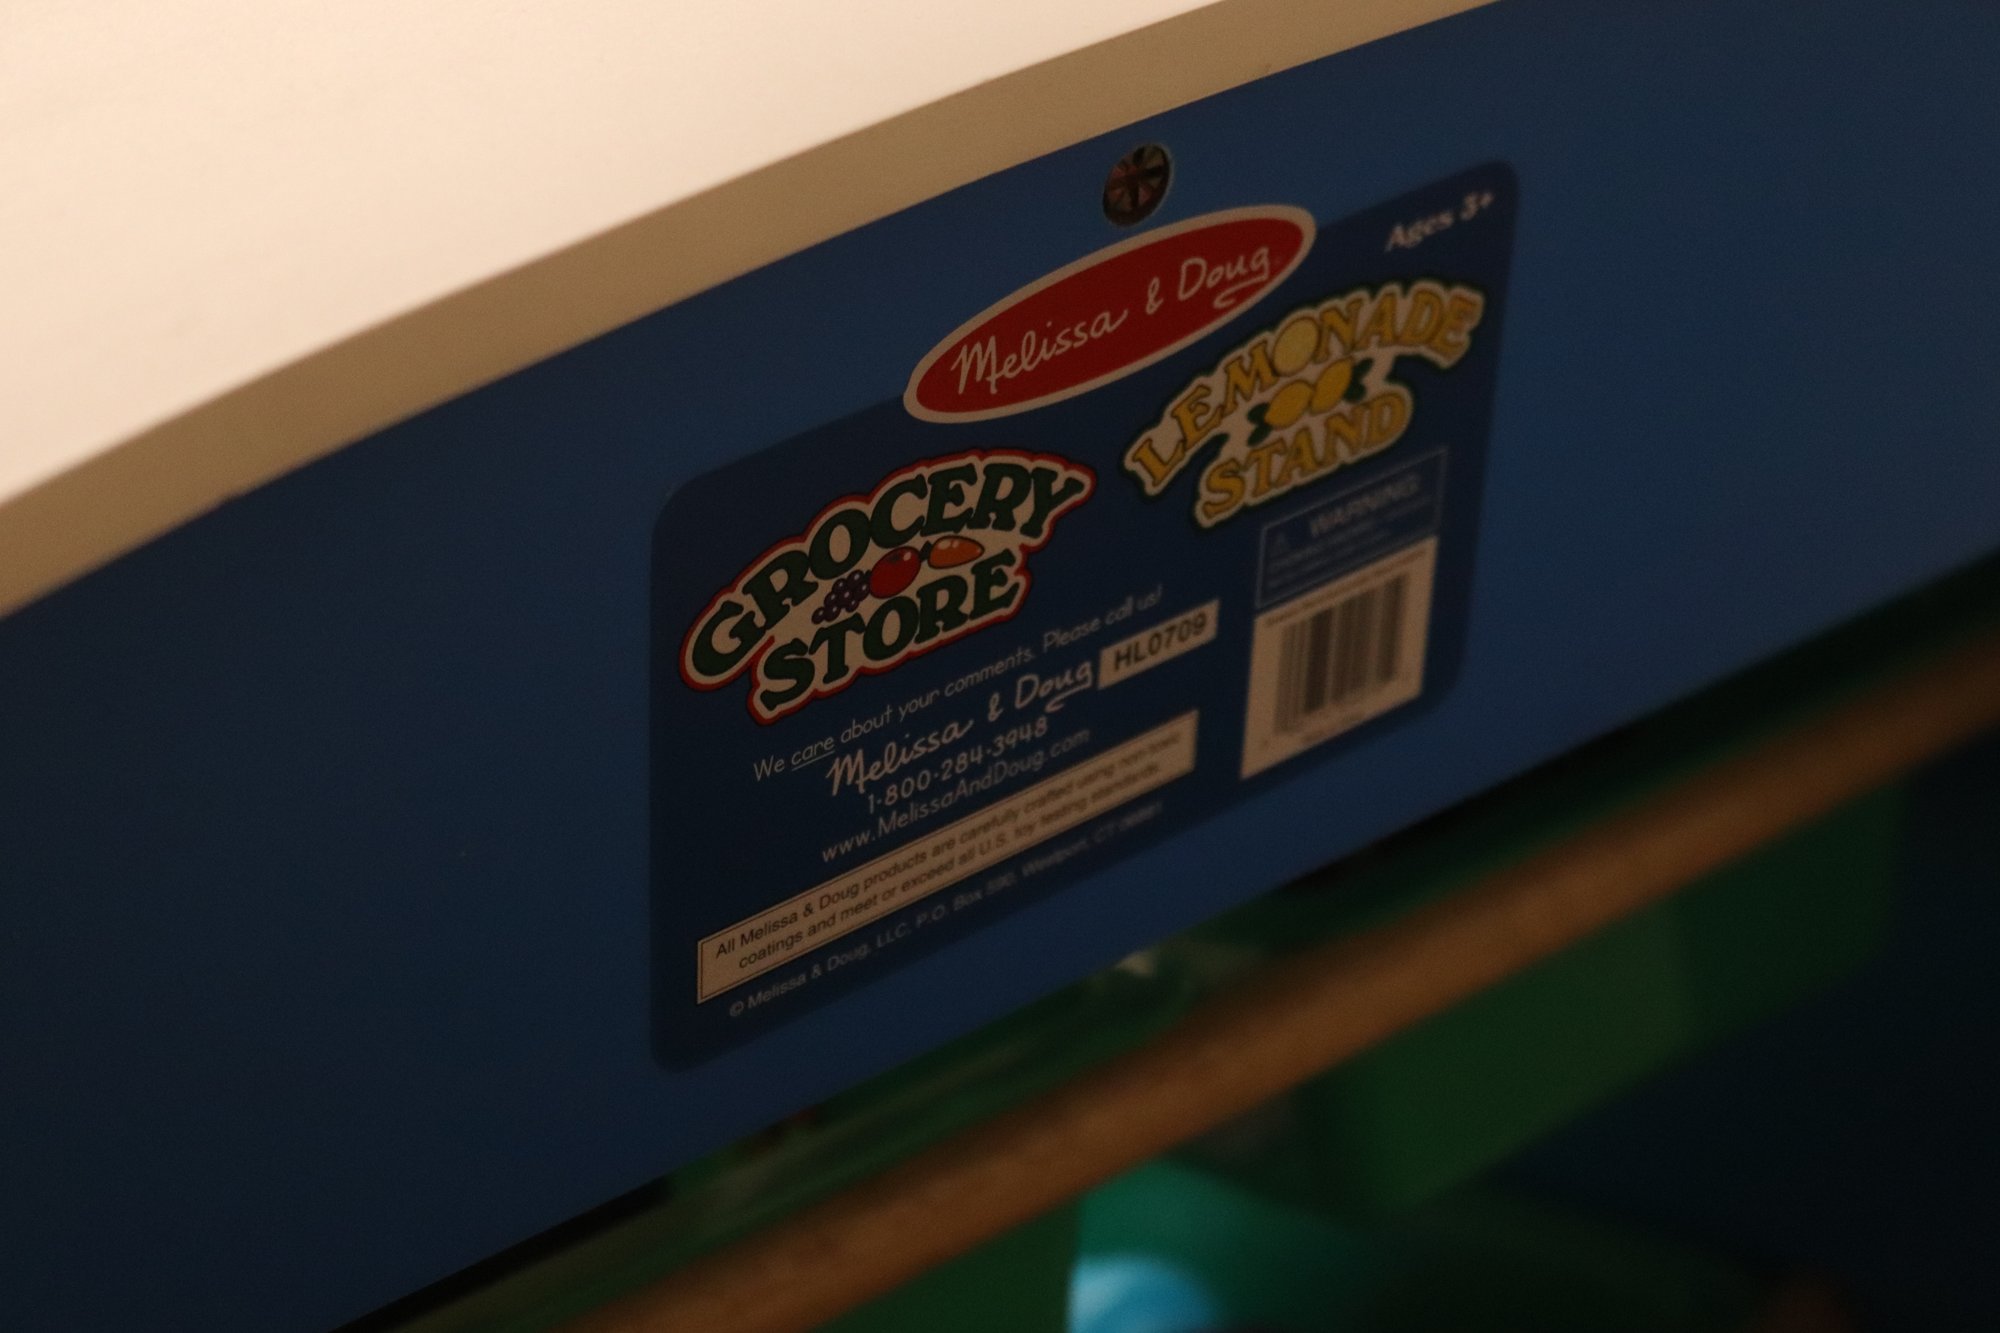 Melissa & Doug
Ages 3+
LEMONADE
STAND
GROCERY
STORE
WARNING
We care about your comments. Please call us!
Melissa & Doug
HL0709
1-800-284-3948
www.MelissaAndDoug.com
All Melissa & Doug products are carefully crafted using non-toxic
coatings and meet or exceed all U.S. toy testing standards.
© Melissa & Doug, LLC. P.O. Box 590, Westport, CT